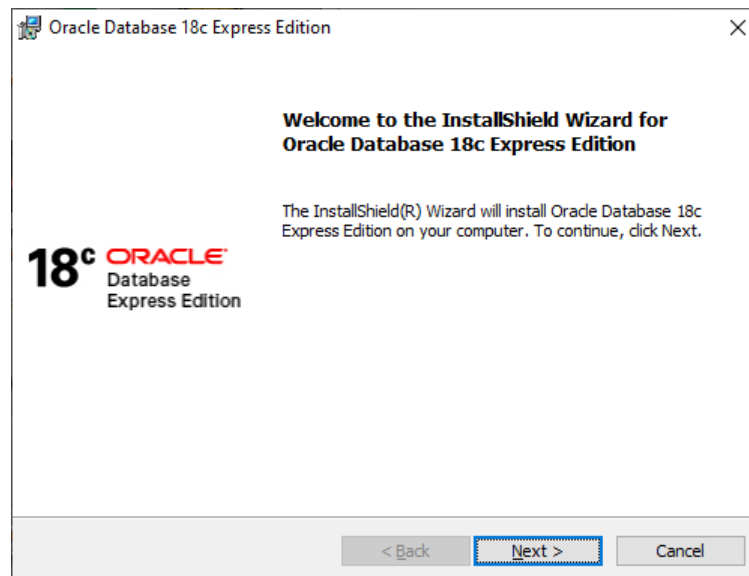 Oracle Database 18c Express Edition
Welcome to the InstallShield Wizard for
Oracle Database 18c Express Edition
The InstallShield(R) Wizard will install Oracle Database 18c
Express Edition on your computer. To continue, click Next.
18c ORACLE
Database
Express Edition
< Back Next > Cancel